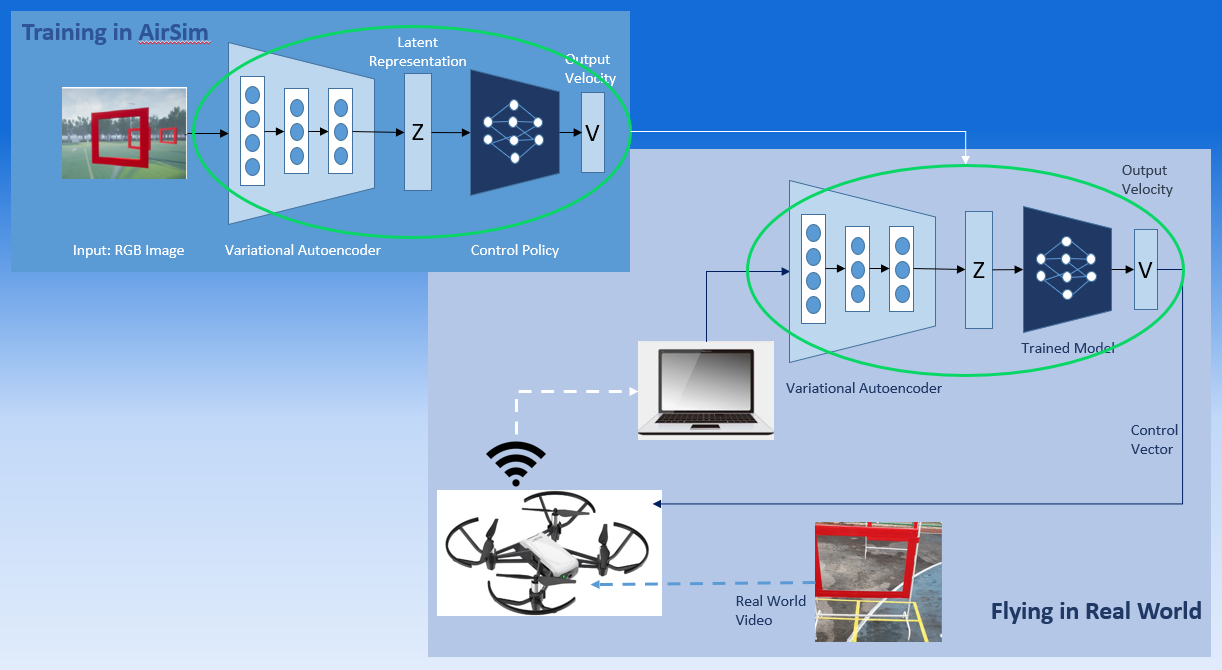 Training in AirSim
Latent
Representation
Output
Velocity
Z
V
Input: RGB Image
Variational Autoencoder
Control Policy
Output
Velocity
Z
V
Trained Model
Variational Autoencoder
Control
Vector
Real World
Video
Flying in Real World